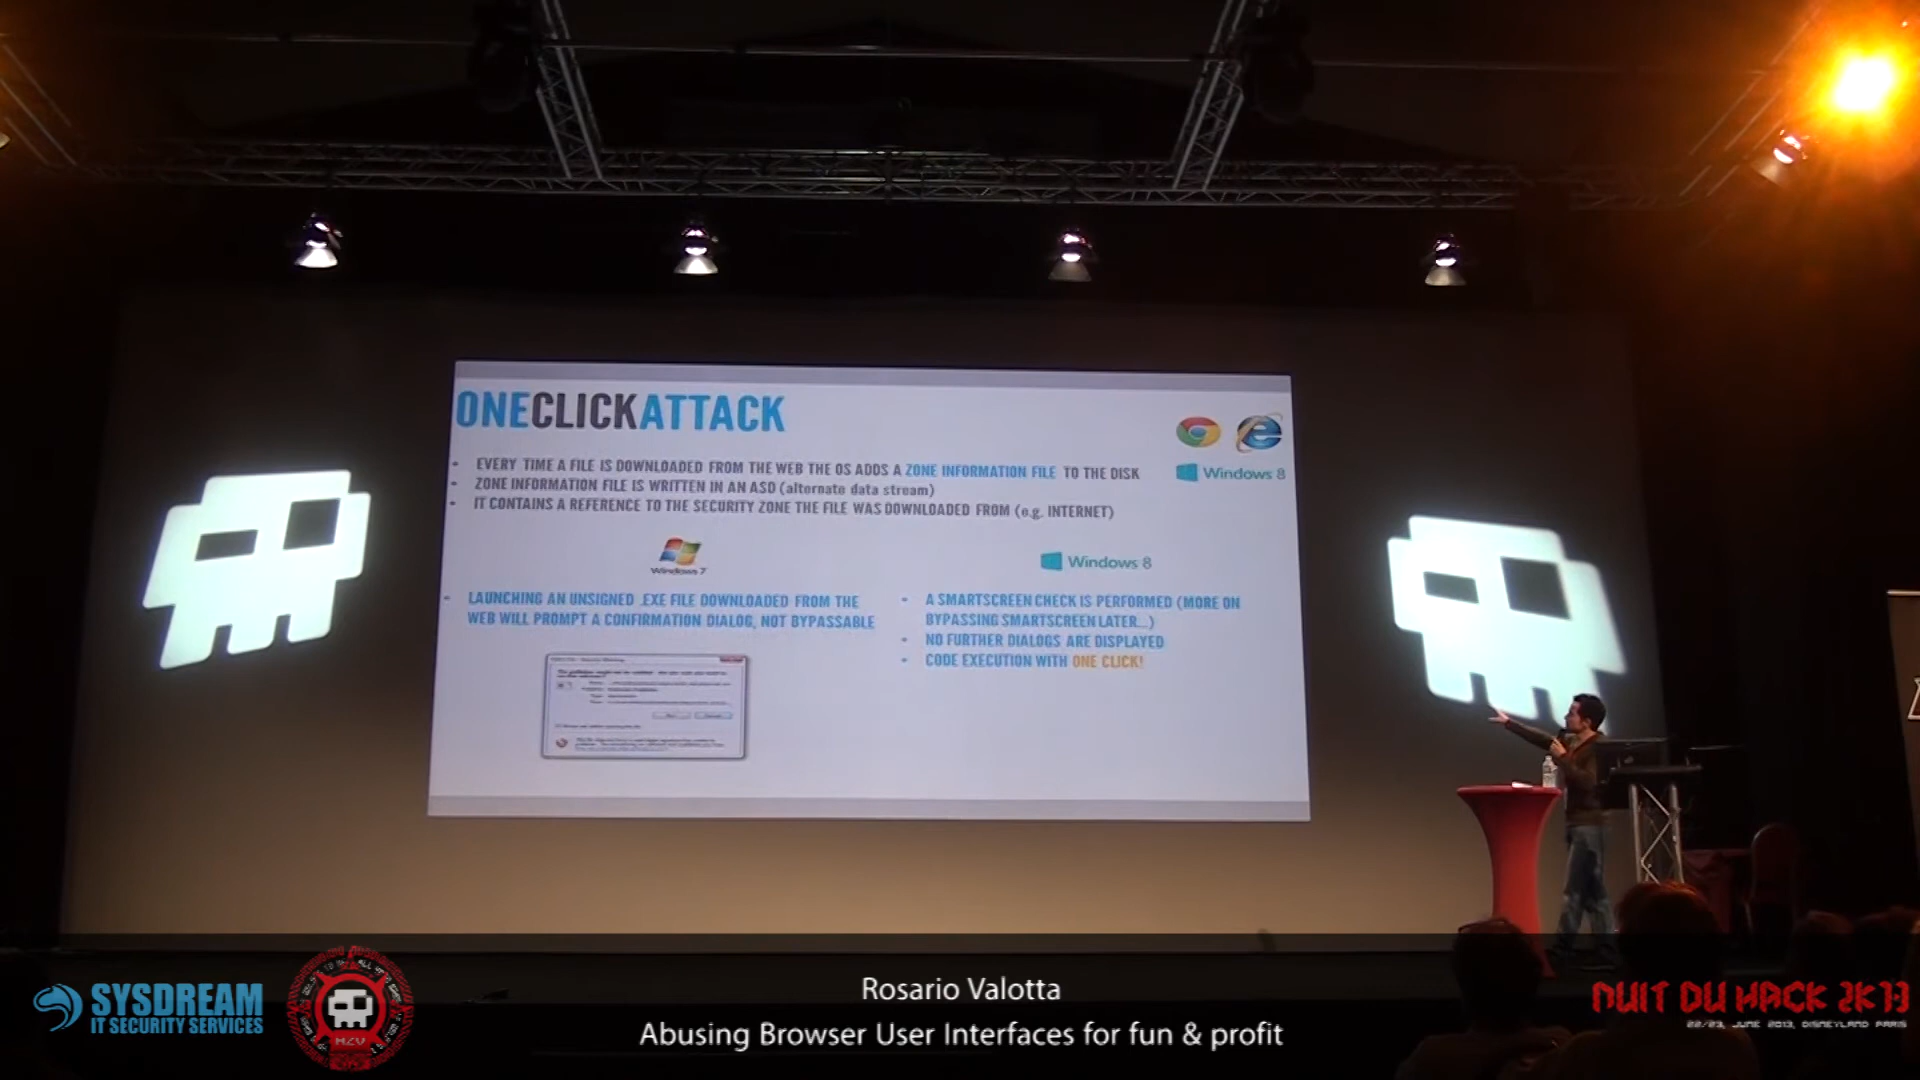 ONECLICKATTACK
• EVERY TIME A FILE IS DOWNLOADED FROM THE WEB THE OS ADDS A ZONE INFORMATION FILE TO THE DISK
Windows 8
• ZONE INFORMATION FILE IS WRITTEN IN AN ASD (alternate data stream)
• IT CONTAINS A REFERENCE TO THE SECURITY ZONE THE FILE WAS DOWNLOADED FROM (e.g. INTERNET)
Windows 7
• LAUNCHING AN UNSIGNED .EXE FILE DOWNLOADED FROM THE
WEB WILL PROMPT A CONFIRMATION DIALOG, NOT BYPASSABLE
Windows 8
• A SMARTSCREEN CHECK IS PERFORMED (MORE ON
BYPASSING SMARTSCREEN LATER...)
• NO FURTHER DIALOGS ARE DISPLAYED
• CODE EXECUTION WITH ONE CLICK!
SYSDREAM
IT SECURITY SERVICES
HZV
Rosario Valotta
Abusing Browser User Interfaces for fun & profit
NUIT DU HACK 2K13
22/23, JUNE 2013, DISNEYLAND PARIS